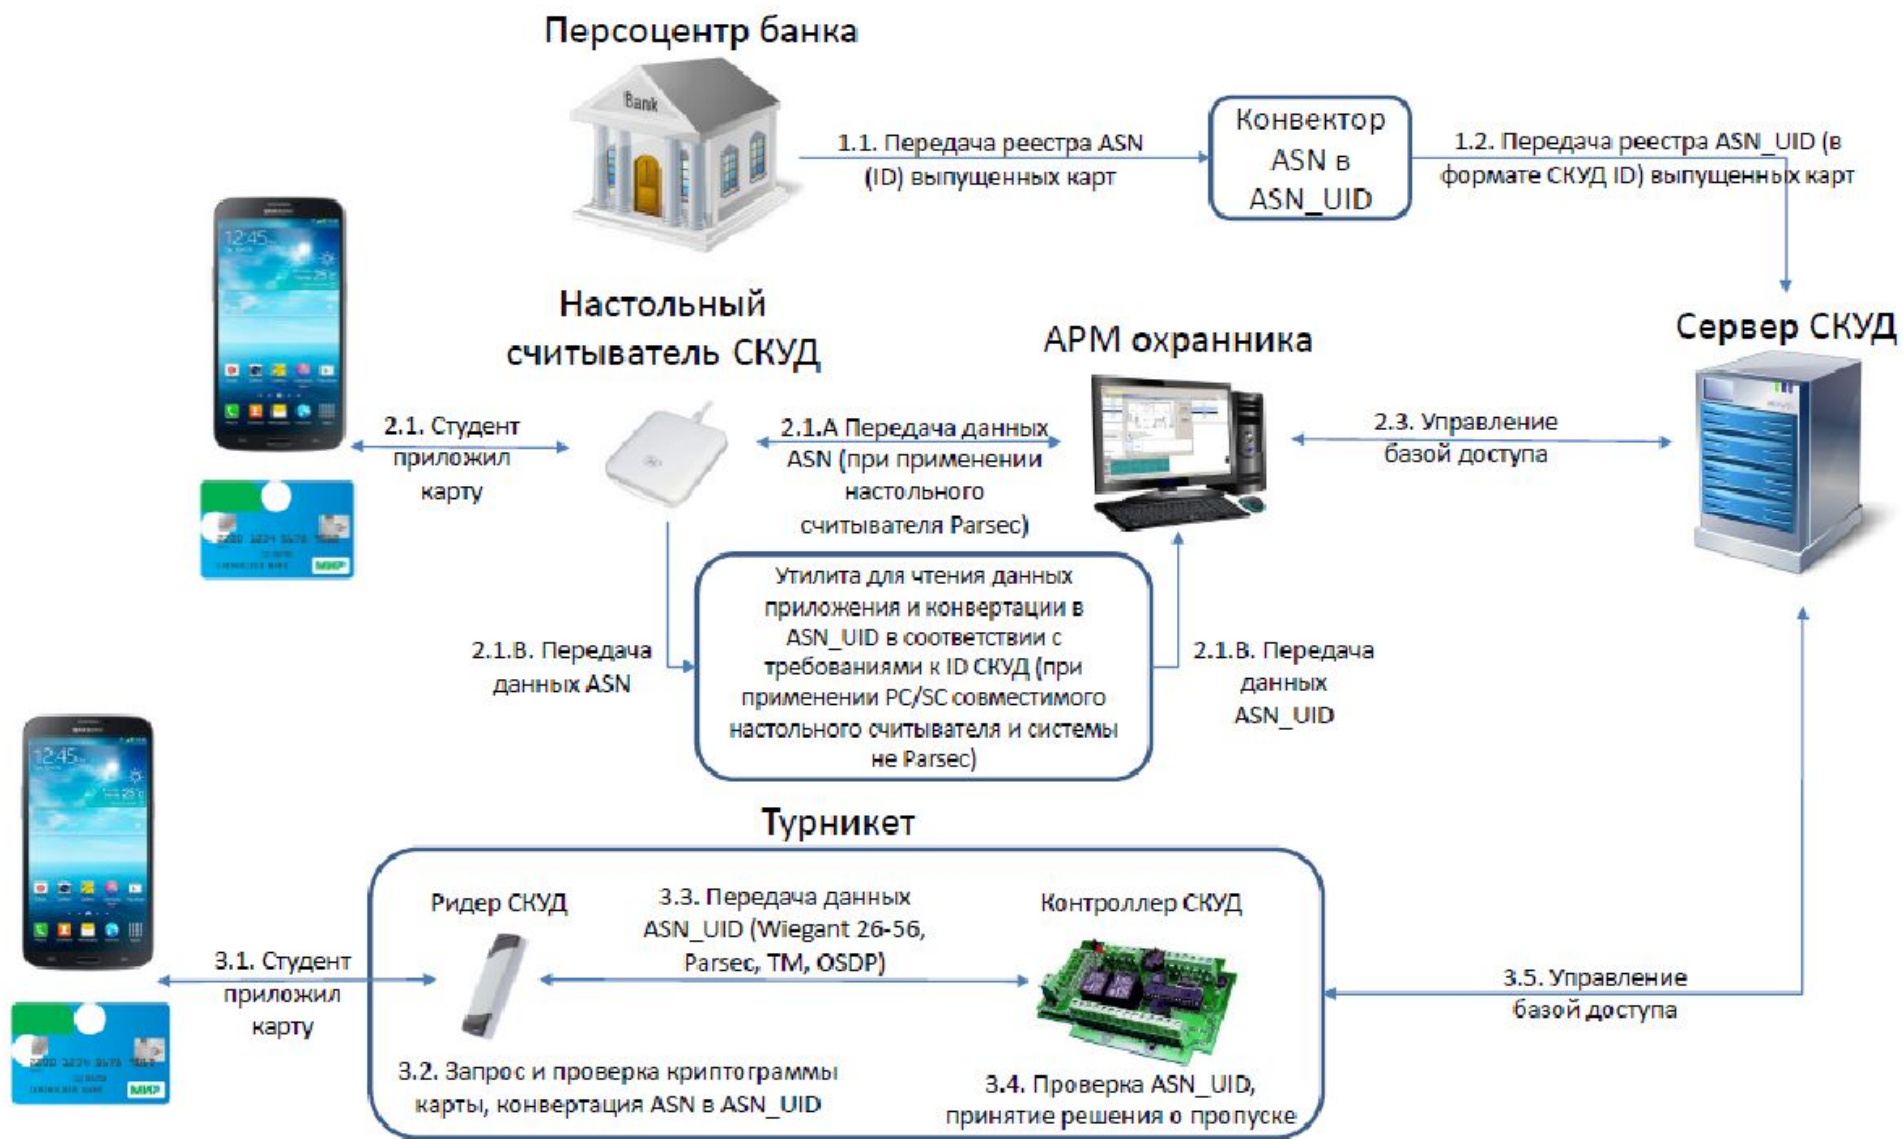 Персоцентр банка
Bank
1.1. Передача реестра ASN
(ID) выпущенных карт
Конвектор
ASN в
ASN_UID
1.2. Передача реестра ASN_UID (в
формате СКУД ID) выпущенных карт
12:45
Настольный
считыватель СКУД
АРМ охранника
Сервер СКУД
2.1. Студент
приложил
карту
2.1.А Передача данных
ASN (при применении
настольного
считывателя Parsec)
2.3. Управление
базой доступа
МИР
2.1.В. Передача
данных ASN
Утилита для чтения данных
приложения и конвертации в
ASN_UID в соответствии с
требованиями к ID СКУД (при
применении PC/SC совместимого
настольного считывателя и системы
не Parsec)
2.1.В. Передача
данных
ASN_UID
SAMSUNG
12:45
Турникет
Ридер СКУД
3.3. Передача данных
ASN_UID (Wiegant 26-56,
Parsec, TM, OSDP)
Контроллер СКУД
3.1. Студент
приложил
карту
3.5. Управление
базой доступа
МИР
3.2. Запрос и проверка криптограммы
карты, конвертация ASN в ASN_UID
3.4. Проверка ASN_UID,
принятие решения о пропуске